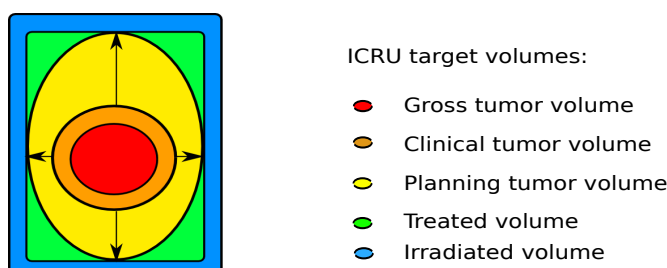 ICRU target volumes:
Gross tumor volume
Clinical tumor volume
Planning tumor volume
Treated volume
Irradiated volume